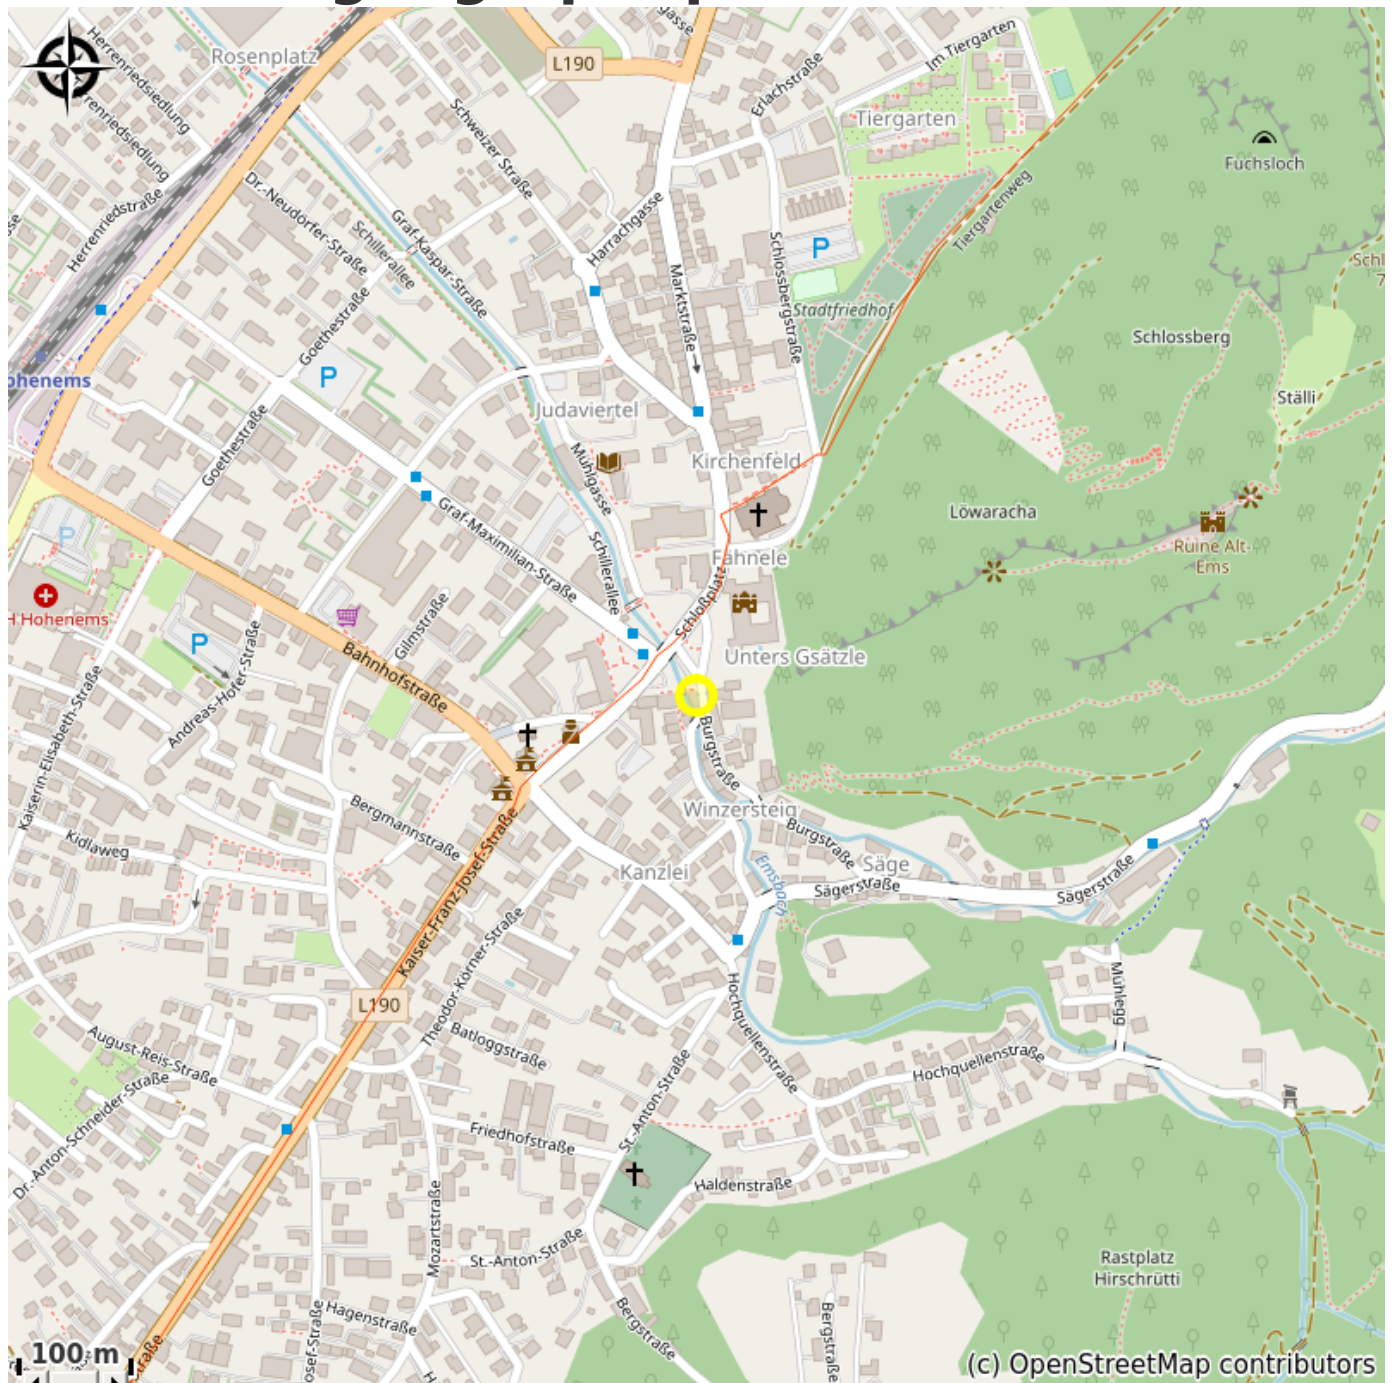 Rosenplatz
L190
Im Tiergarten
Herrenriedsiedlung
Erlachstraße
Schweizer Straße
Tiergarten
Fuchsloch
Herrenriedstraße
Dr.-Neudorfer-Straße
Harrachgasse
Tiergartenweg
Graf-Kaspar-Straße
Schillerallee
Schlossbergstraße
Marktstraße
P
Stadtfriedhof
Goethestraße
Schlossberg
P
Judaviertel
Ställi
Goethestraße
Kirchenfeld
Mühlgasse
Graf-Maximilian-Straße
Löwaracha
P
Fahnele
Ruine Alt-
Ems
Schillerallee
Schloßplatz
H Hohenems
Gilmstraße
P
Unters Gsätzle
Bahnhofstraße
Andreas-Hofer-Straße
Kaiserin-Elisabeth-Straße
Burgstraße
Winzersteig
Bergmannstraße
Burgstraße
Kidlaweg
Kanzlei
Säge
Emsbach
Sägerstraße
Sägerstraße
Kaiser-Franz-Josef-Straße
Theodor-Körner-Straße
Mühlegg
L190
Hochquellenstraße
Batloggstraße
August-Reis-Straße
Hochquellenstraße
St.-Anton-Straße
Dr.-Anton-Schneider-Straße
Friedhofstraße
Haldenstraße
Mozartstraße
St.-Anton-Straße
Rastplatz
Hirschrütti
Hagenstraße
Bergstraße
Bergstraße
100 m
(c) OpenStreetMap contributors